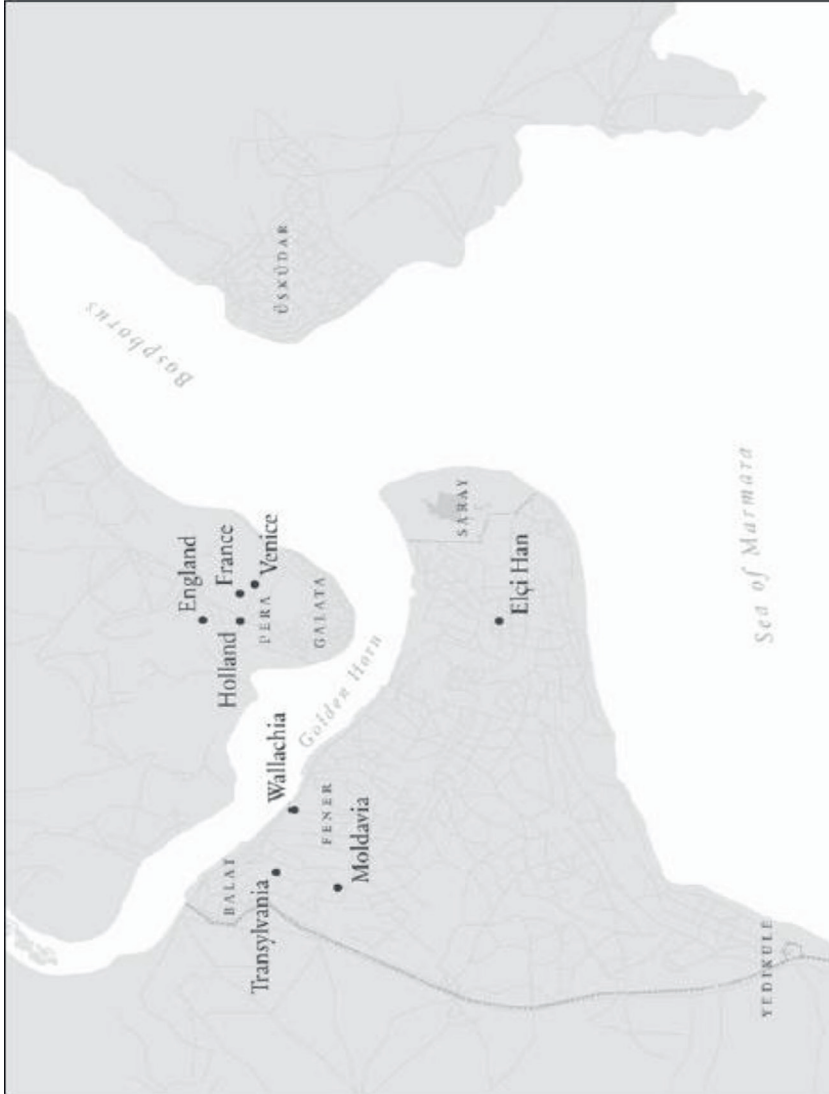 Bosphorus
ÜSKÜDAR
England
France
Holland
Venice
PERA
GALATA
Golden Horn
SARAY
Elçi Han
Wallachia
FENER
BALAT
Transylvania
Moldavia
YEDIKULE
Sea of Marmara